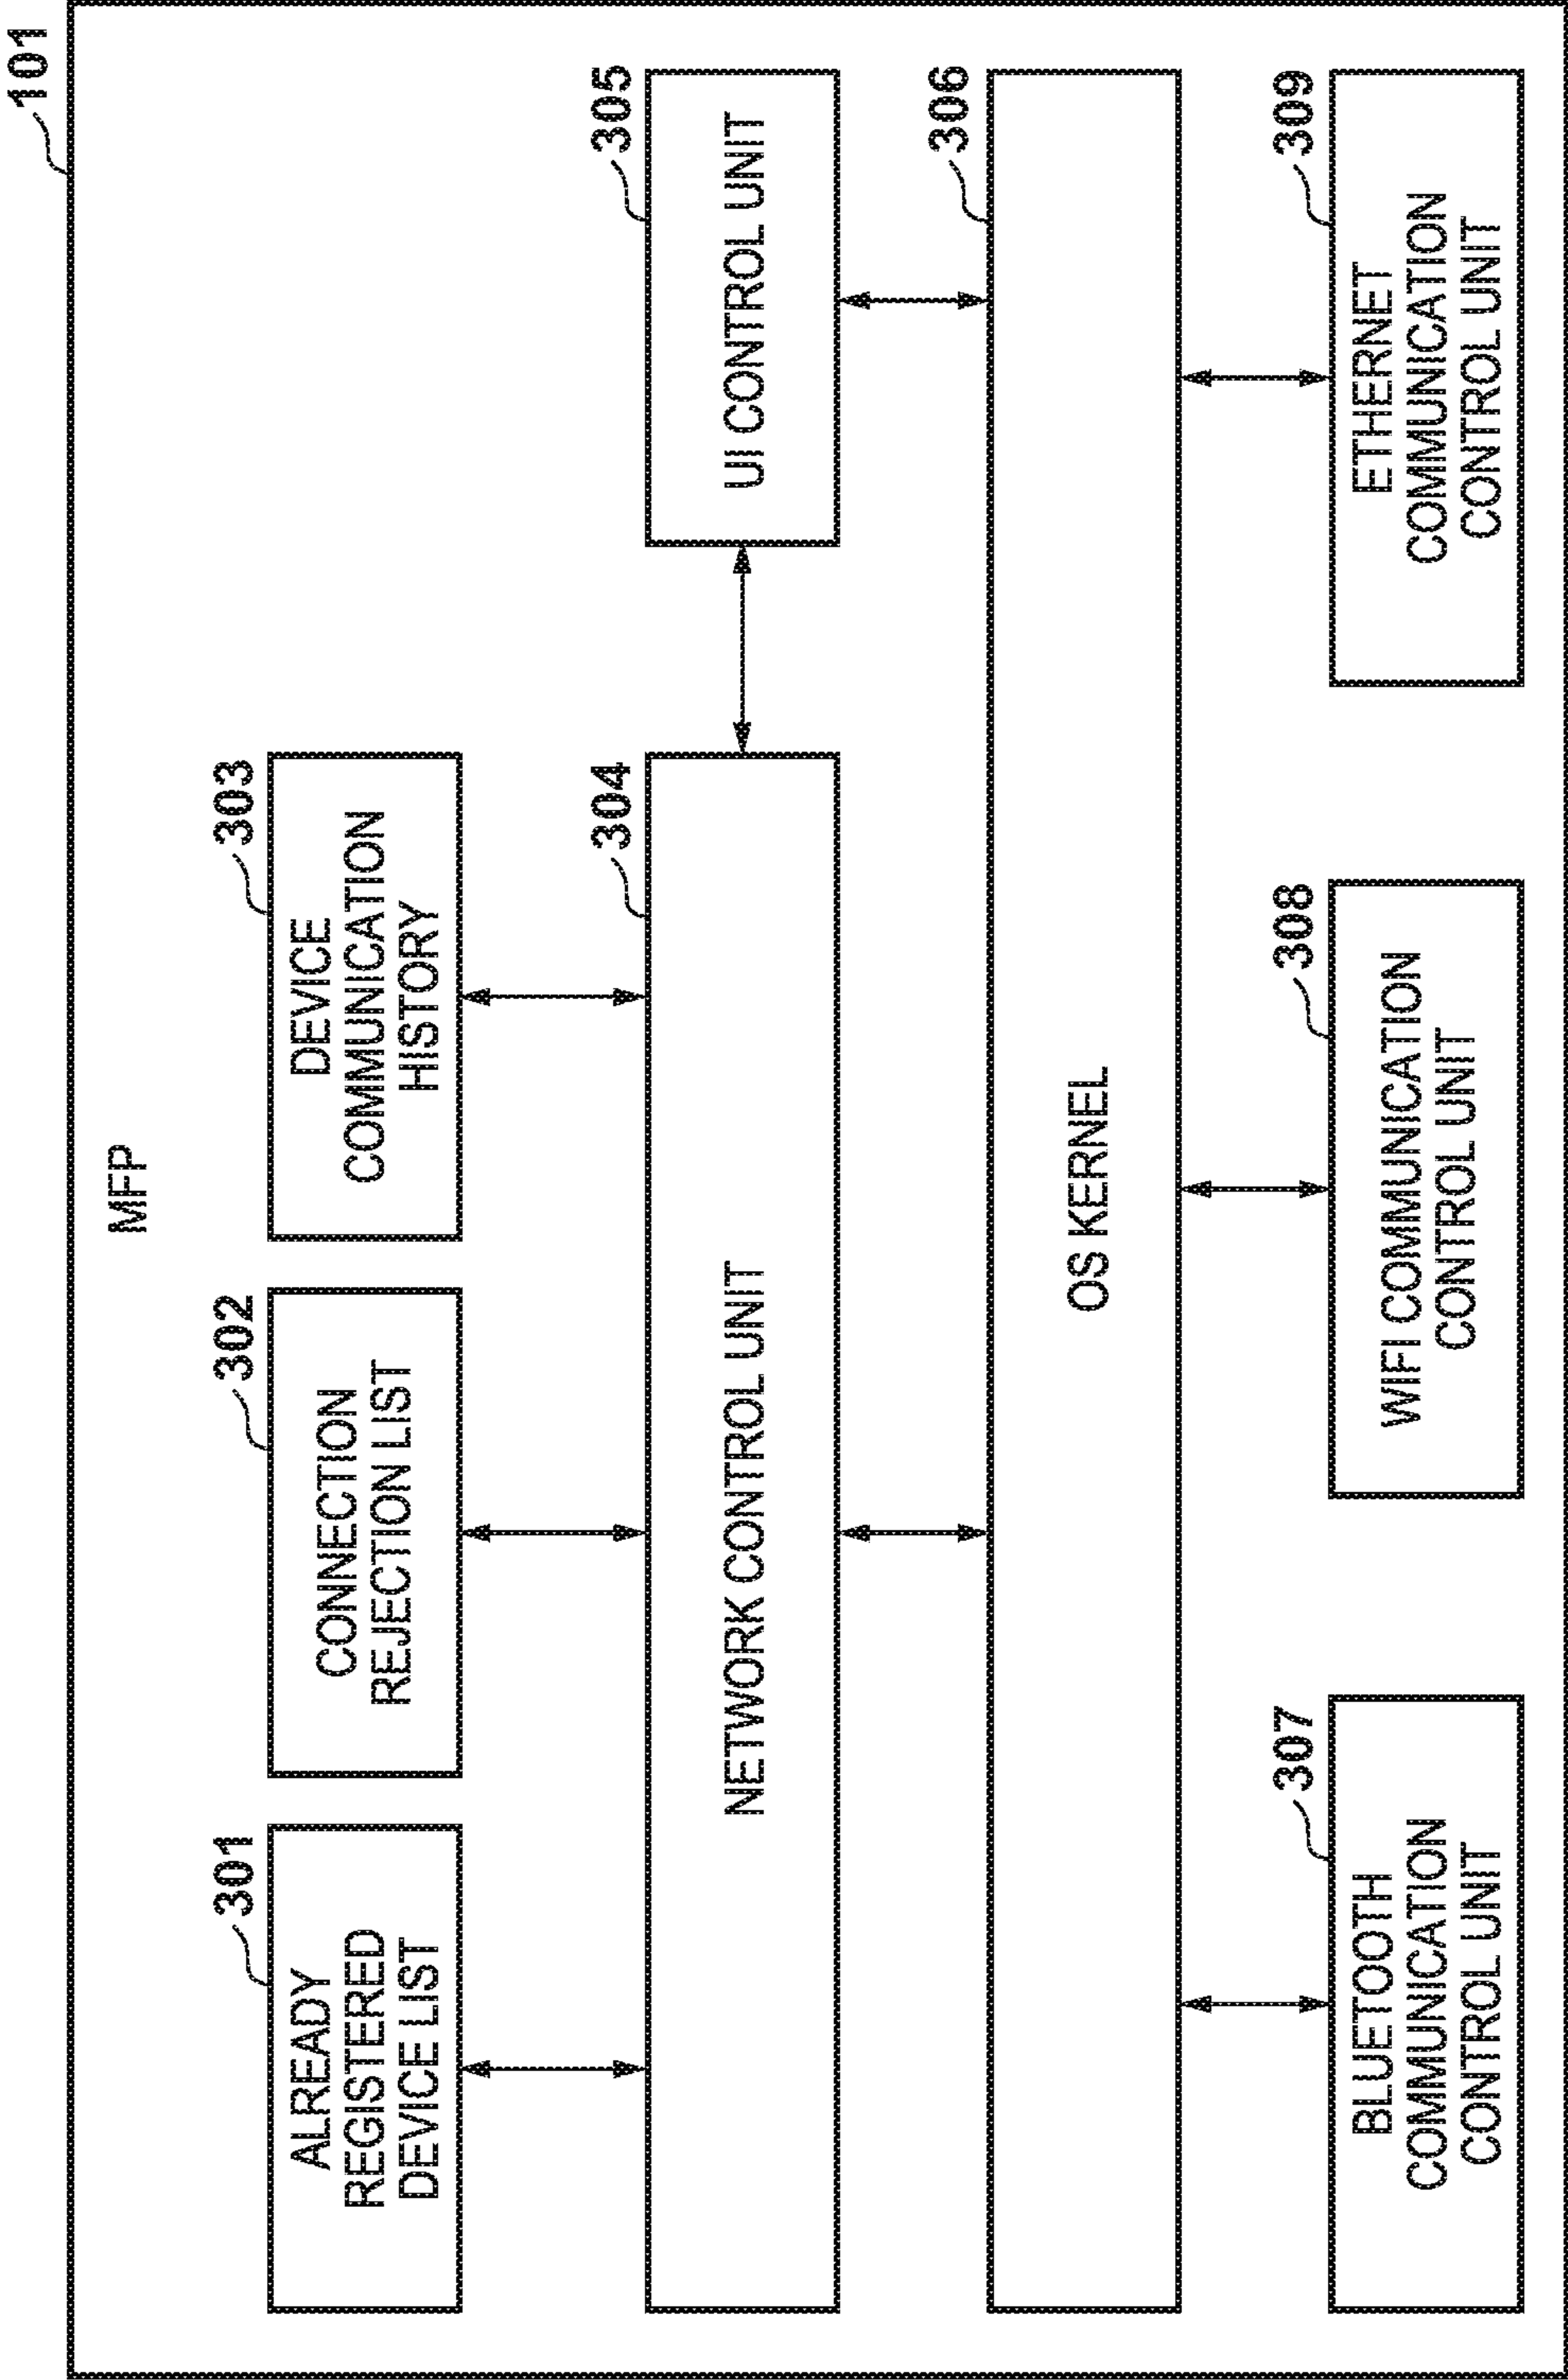 101
MFP
301
ALREADY
REGISTERED
DEVICE LIST
302
CONNECTION
REJECTION LIST
303
DEVICE
COMMUNICATION
HISTORY
304
NETWORK CONTROL UNIT
305
UI CONTROL UNIT
306
OS KERNEL
307
BLUETOOTH
COMMUNICATION
CONTROL UNIT
308
WIFI COMMUNICATION
CONTROL UNIT
309
ETHERNET
COMMUNICATION
CONTROL UNIT